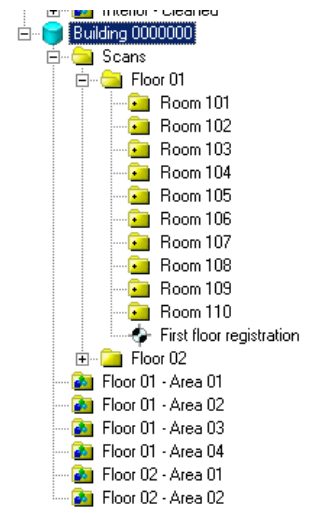 Interior - Cleaned
Building 0000000
Scans
Floor 01
Room 101
Room 102
Room 103
Room 104
Room 105
Room 106
Room 107
Room 108
Room 109
Room 110
First floor registration
Floor 02
Floor 01 - Area 01
Floor 01 - Area 02
Floor 01 - Area 03
Floor 01 - Area 04
Floor 02 - Area 01
Floor 02 - Area 02